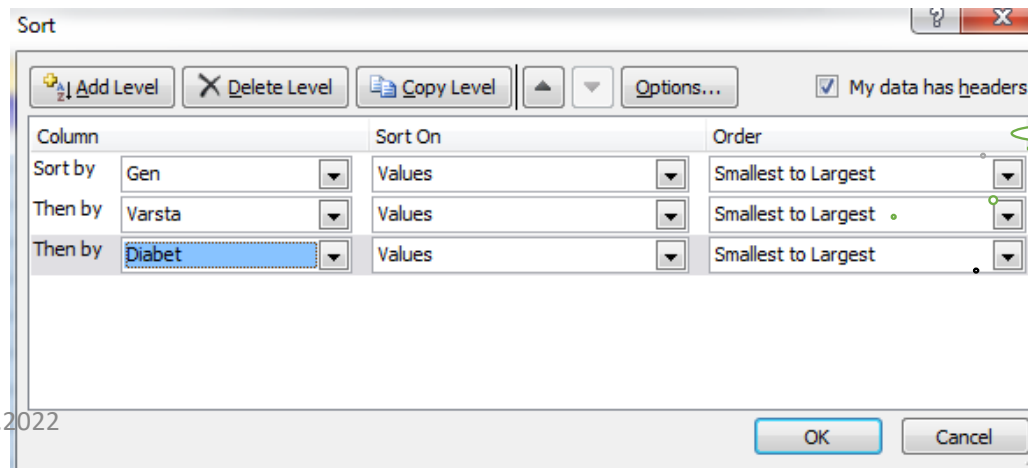 Sort
Add Level Delete Level Copy Level Options... My data has headers
Column Sort On Order
Sort by Gen Values Smallest to Largest
Then by Varsta Values Smallest to Largest
Then by Diabet Values Smallest to Largest
.2022
OK Cancel